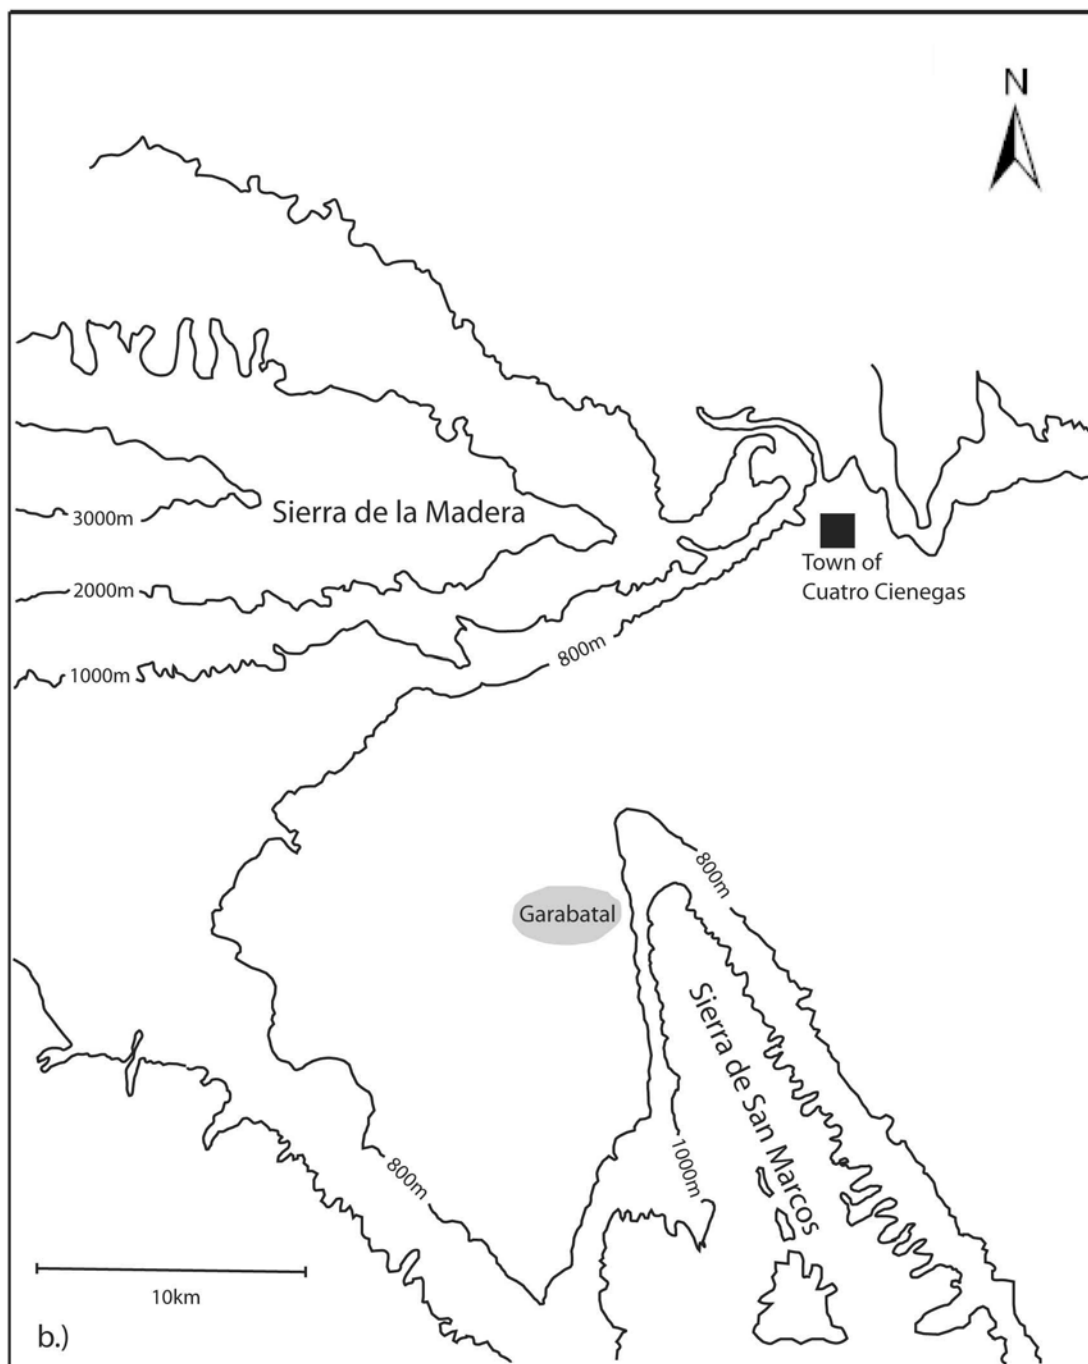 N
3000m
Sierra de la Madera
Town of
Cuatro Cienegas
2000m
800m
1000m
800m
Garabatal
Sierra de San Marcos
1000m
800m
10km
b.)